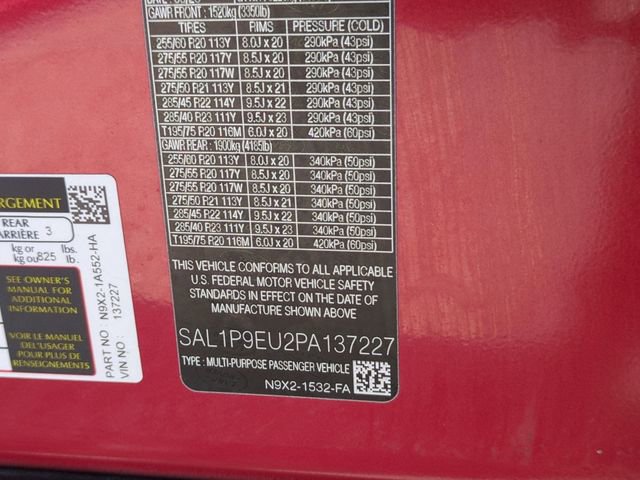 GAWR FRONT : 1520kg (3350lb)
TIRES RIMS PRESSURE (COLD)
255/60 R20 113Y 8.0J x 20 290kPa (43psi)
275/55 R20 117Y 8.5J x 20 290kPa (43psi)
275/55 R20 117W 8.5J x 20 290kPa (43psi)
275/50 R21 113Y 8.5J x 21 290kPa (43psi)
285/45 R22 114Y 9.5J x 22 290kPa (43psi)
285/40 R23 111Y 9.5J x 23 290kPa (43psi)
T195/75 R20 116M 6.0J x 20 420kPa (60psi)
GAWR REAR : 1900kg (4185lb)
255/60 R20 113Y 8.0J x 20 340kPa (50psi)
275/55 R20 117Y 8.5J x 20 340kPa (50psi)
275/55 R20 117W 8.5J x 20 340kPa (50psi)
275/50 R21 113Y 8.5J x 21 340kPa (50psi)
285/45 R22 114Y 9.5J x 22 340kPa (50psi)
285/40 R23 111Y 9.5J x 23 340kPa (50psi)
T195/75 R20 116M 6.0J x 20 420kPa (60psi)
THIS VEHICLE CONFORMS TO ALL APPLICABLE
U.S. FEDERAL MOTOR VEHICLE SAFETY
STANDARDS IN EFFECT ON THE DATE OF
MANUFACTURE SHOWN ABOVE
SAL1P9EU2PA137227
TYPE : MULTI-PURPOSE PASSENGER VEHICLE
N9X2-1532-FA
RGEMENT
REAR
ARRIÈRE 3
kg or lbs.
kg ou 825 lb.
SEE OWNER'S
MANUAL FOR
ADDITIONAL
INFORMATION
VOIR LE MANUEL
DE L'USAGER
POUR PLUS DE
RENSEIGNEMENTS
PART NO : N9X2-1A552-HA
VIN NO : 137227